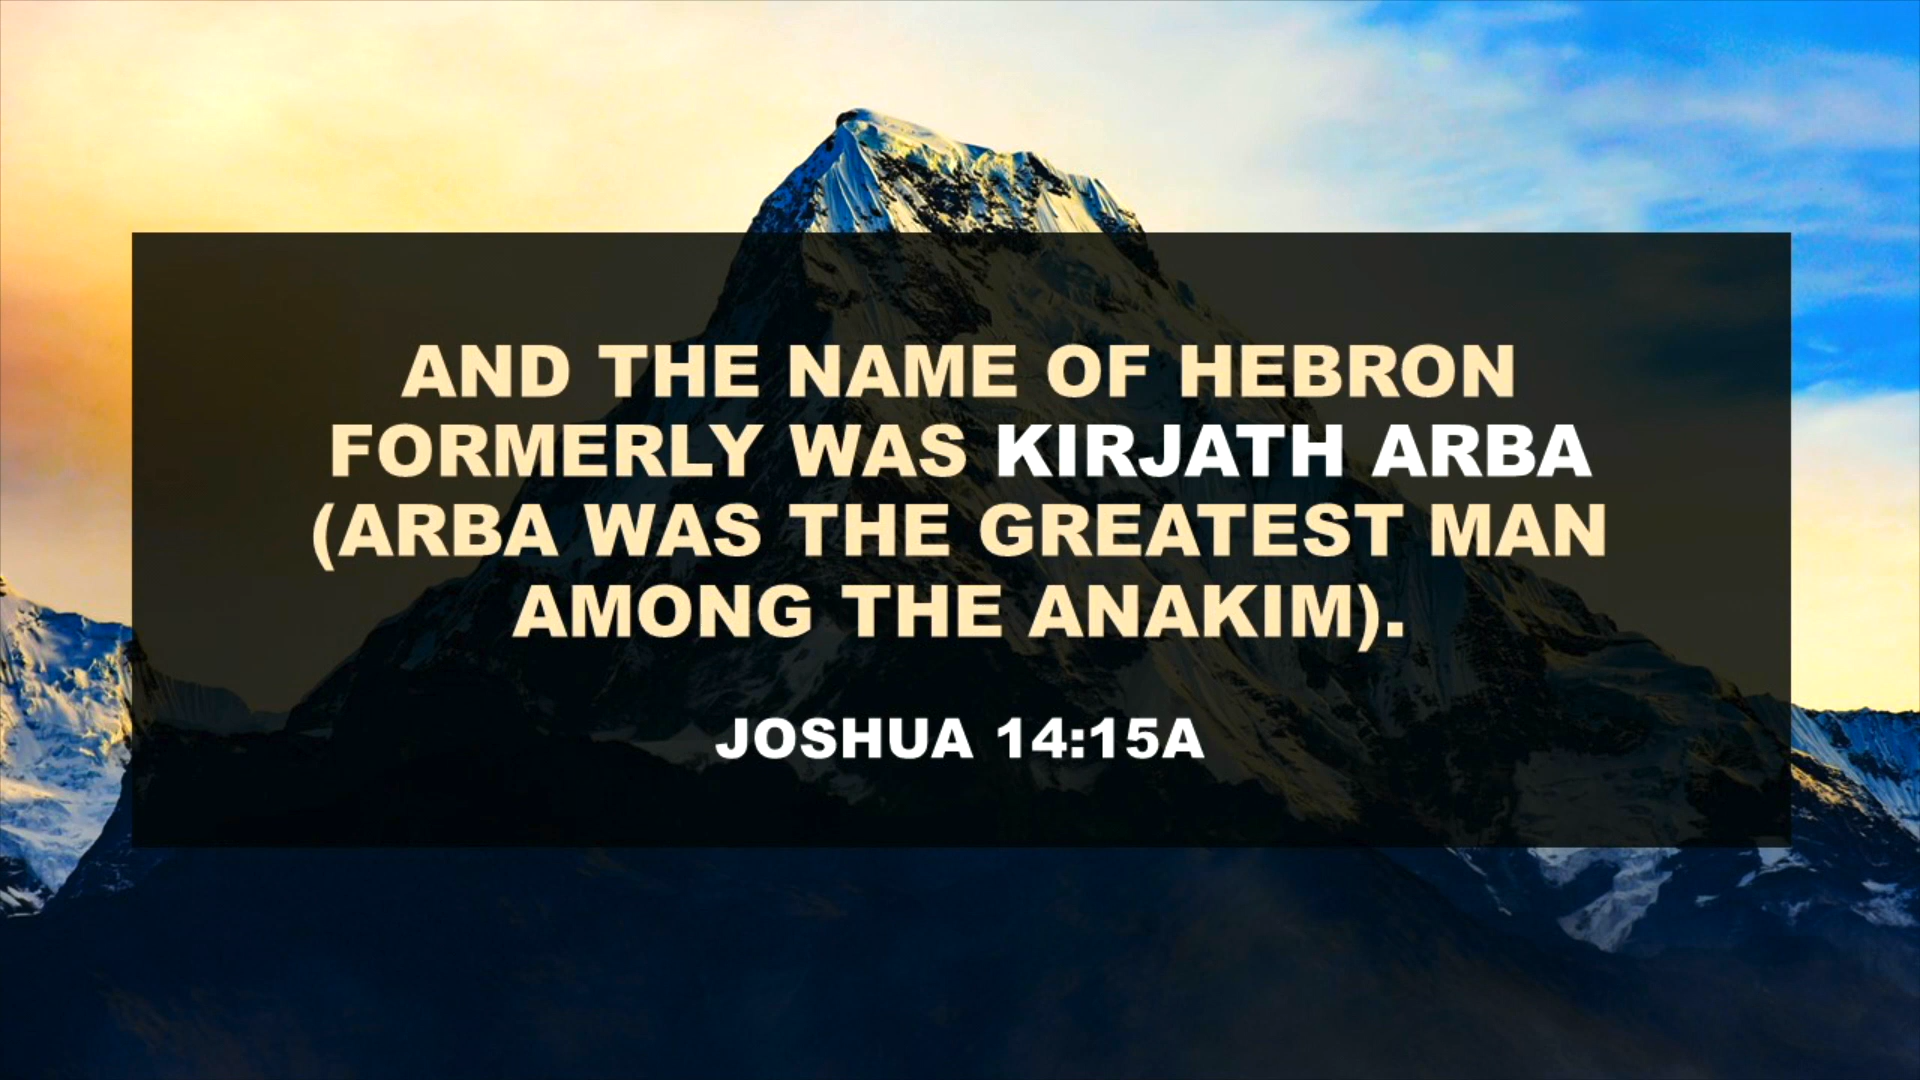 AND THE NAME OF HEBRON
FORMERLY WAS KIRJATH ARBA
(ARBA WAS THE GREATEST MAN
AMONG THE ANAKIM).
JOSHUA 14:15A